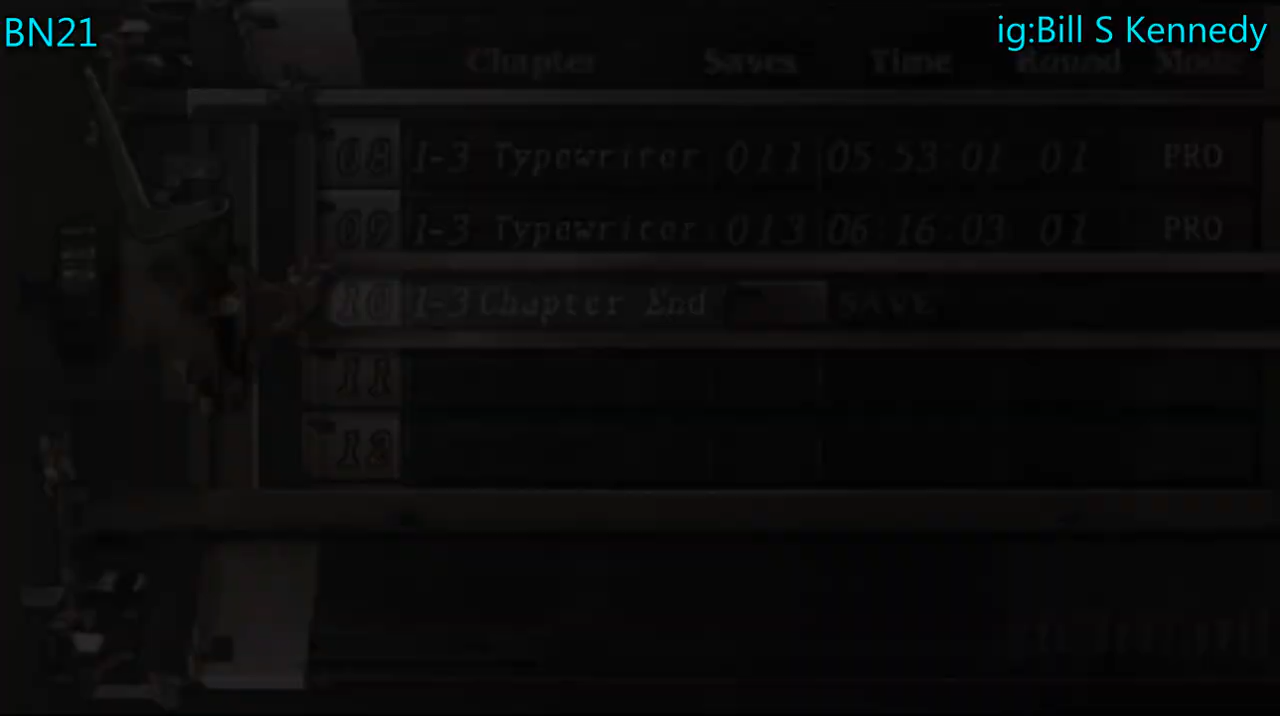 BN21
ig:Bill S Kennedy
Chapter Saves Time Round Mode
08 1-3 Typewriter 011 05 53 01 01 PRO
09 1-3 Typewriter 013 06 16 03 01 PRO
10 1-3 Chapter End SAVE
11
12